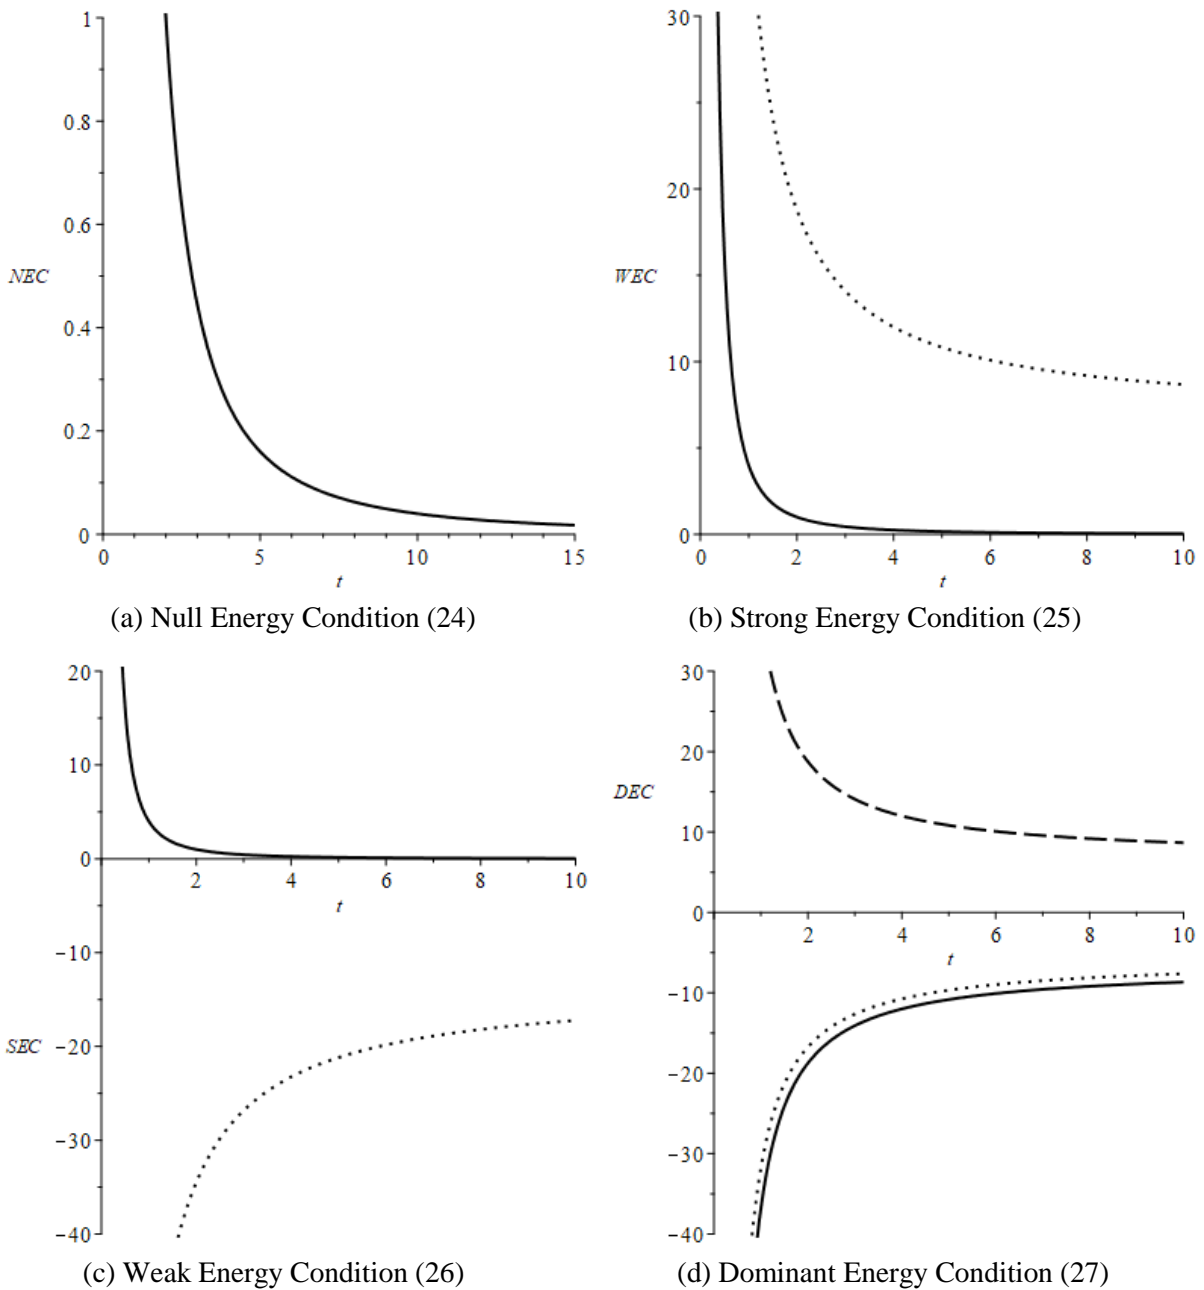 1
0.8
0.6
NEC
0.4
0.2
0
0 5 10 15
t
(a) Null Energy Condition (24)
30
20
WEC
10
0
0 2 4 6 8 10
t
(b) Strong Energy Condition (25)
20
10
0
2 4 6 8 10
t
−10
SEC −20
−30
−40
(c) Weak Energy Condition (26)
30
20
DEC
10
0
2 4 6 8 10
t
−10
−20
−30
−40
(d) Dominant Energy Condition (27)